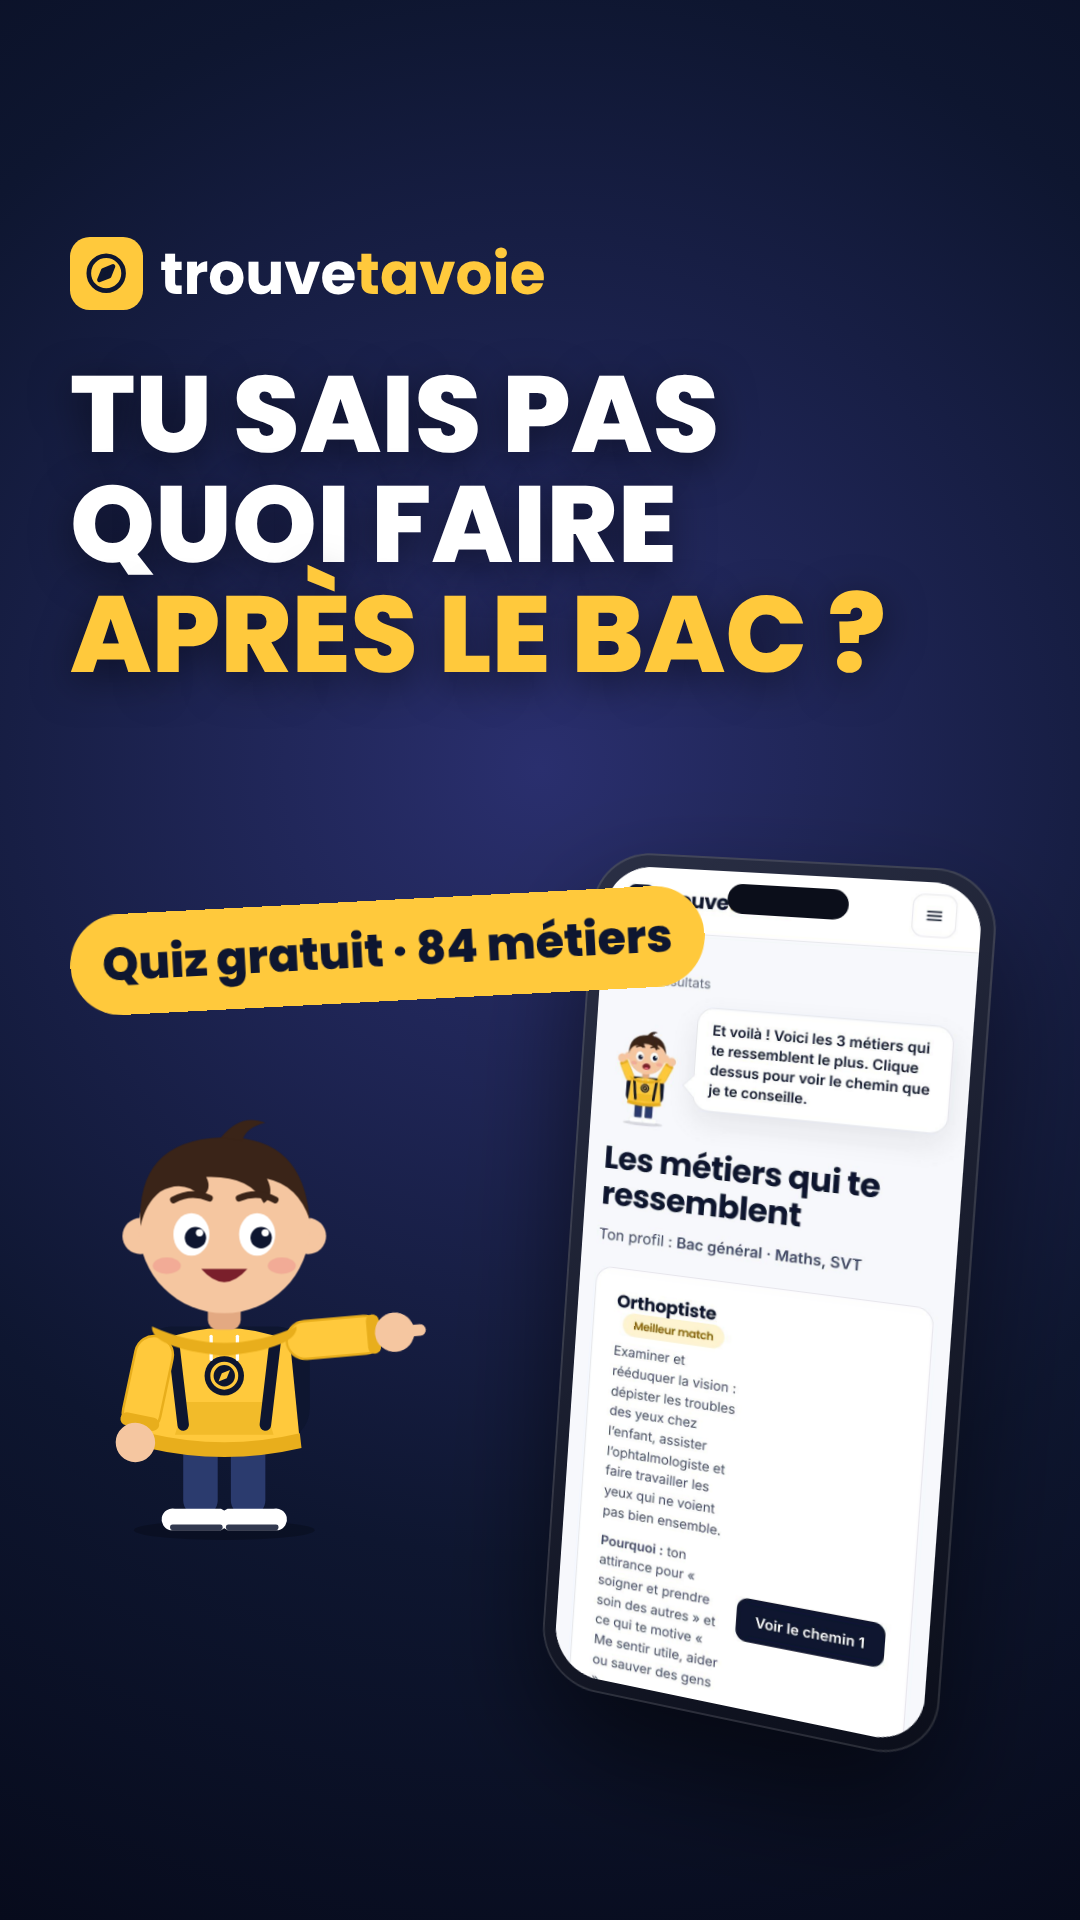 trouvetavoie
TU SAIS PAS
QUOI FAIRE
APRÈS LE BAC ?
Quiz gratuit · 84 métiers
Et voilà ! Voici les 3 métiers qui
te ressemblent le plus. Clique
dessus pour voir le chemin que
je te conseille.
Les métiers qui te
ressemblent
Ton profil : Bac général · Maths, SVT
Orthoptiste
Meilleur match
Examiner et
rééduquer la vision :
dépister les troubles
des yeux chez
l'enfant, assister
l'ophtalmologiste et
faire travailler les
yeux qui ne voient
pas bien ensemble.
Pourquoi : ton
attirance pour «
soigner et prendre
soin des autres » et
ce qui te motive «
Me sentir utile, aider
ou sauver des gens
Voir le chemin 1